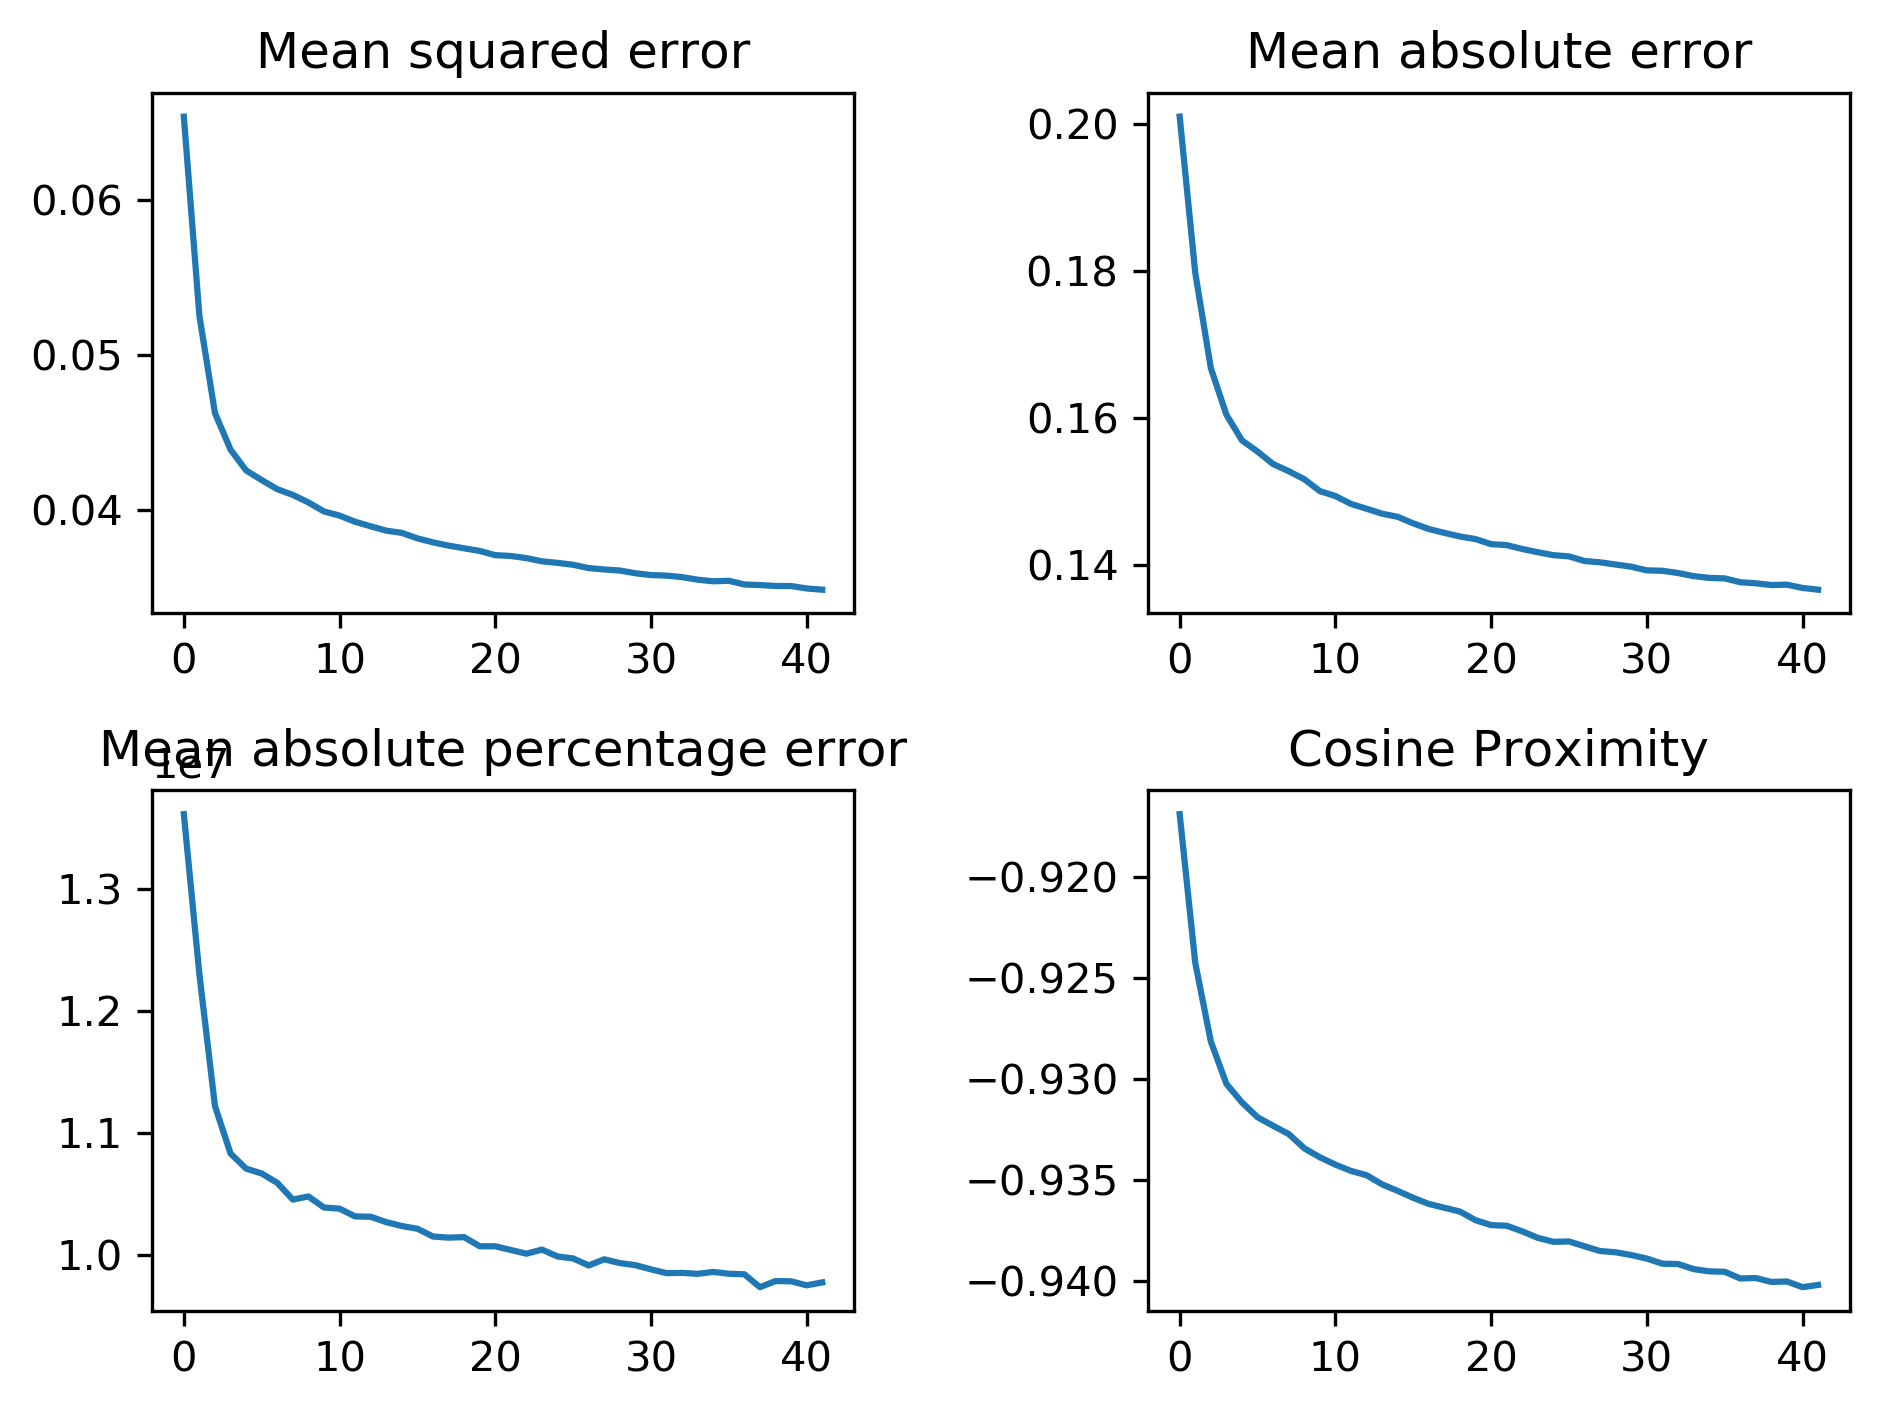 Mean squared error
0.06
0.05
0.04
0 10 20 30 40
Mean absolute error
0.20
0.18
0.16
0.14
0 10 20 30 40
Mean absolute percentage error
1e7
1.3
1.2
1.1
1.0
0 10 20 30 40
Cosine Proximity
−0.920
−0.925
−0.930
−0.935
−0.940
0 10 20 30 40